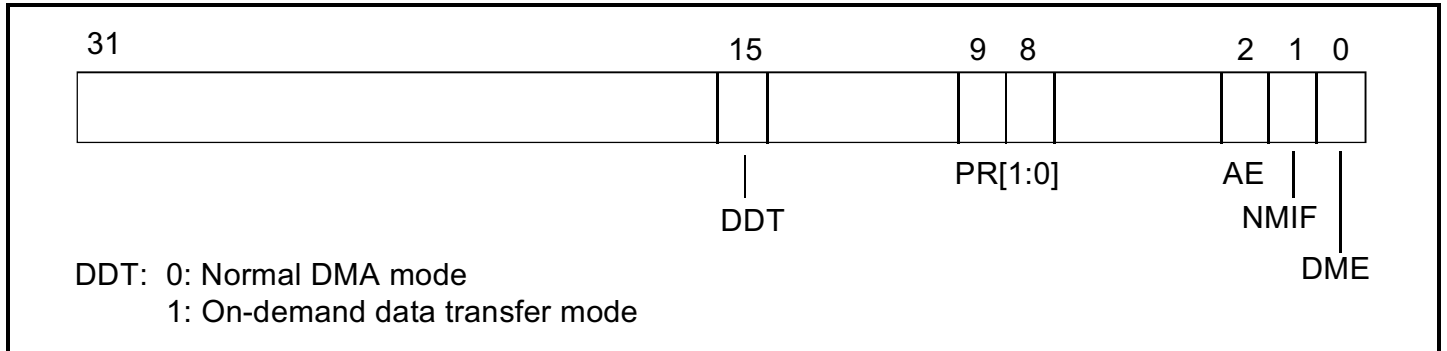 31 15 9 8 2 1 0
PR[1:0] AE
DDT NMIF
DME
DDT: 0: Normal DMA mode
1: On-demand data transfer mode